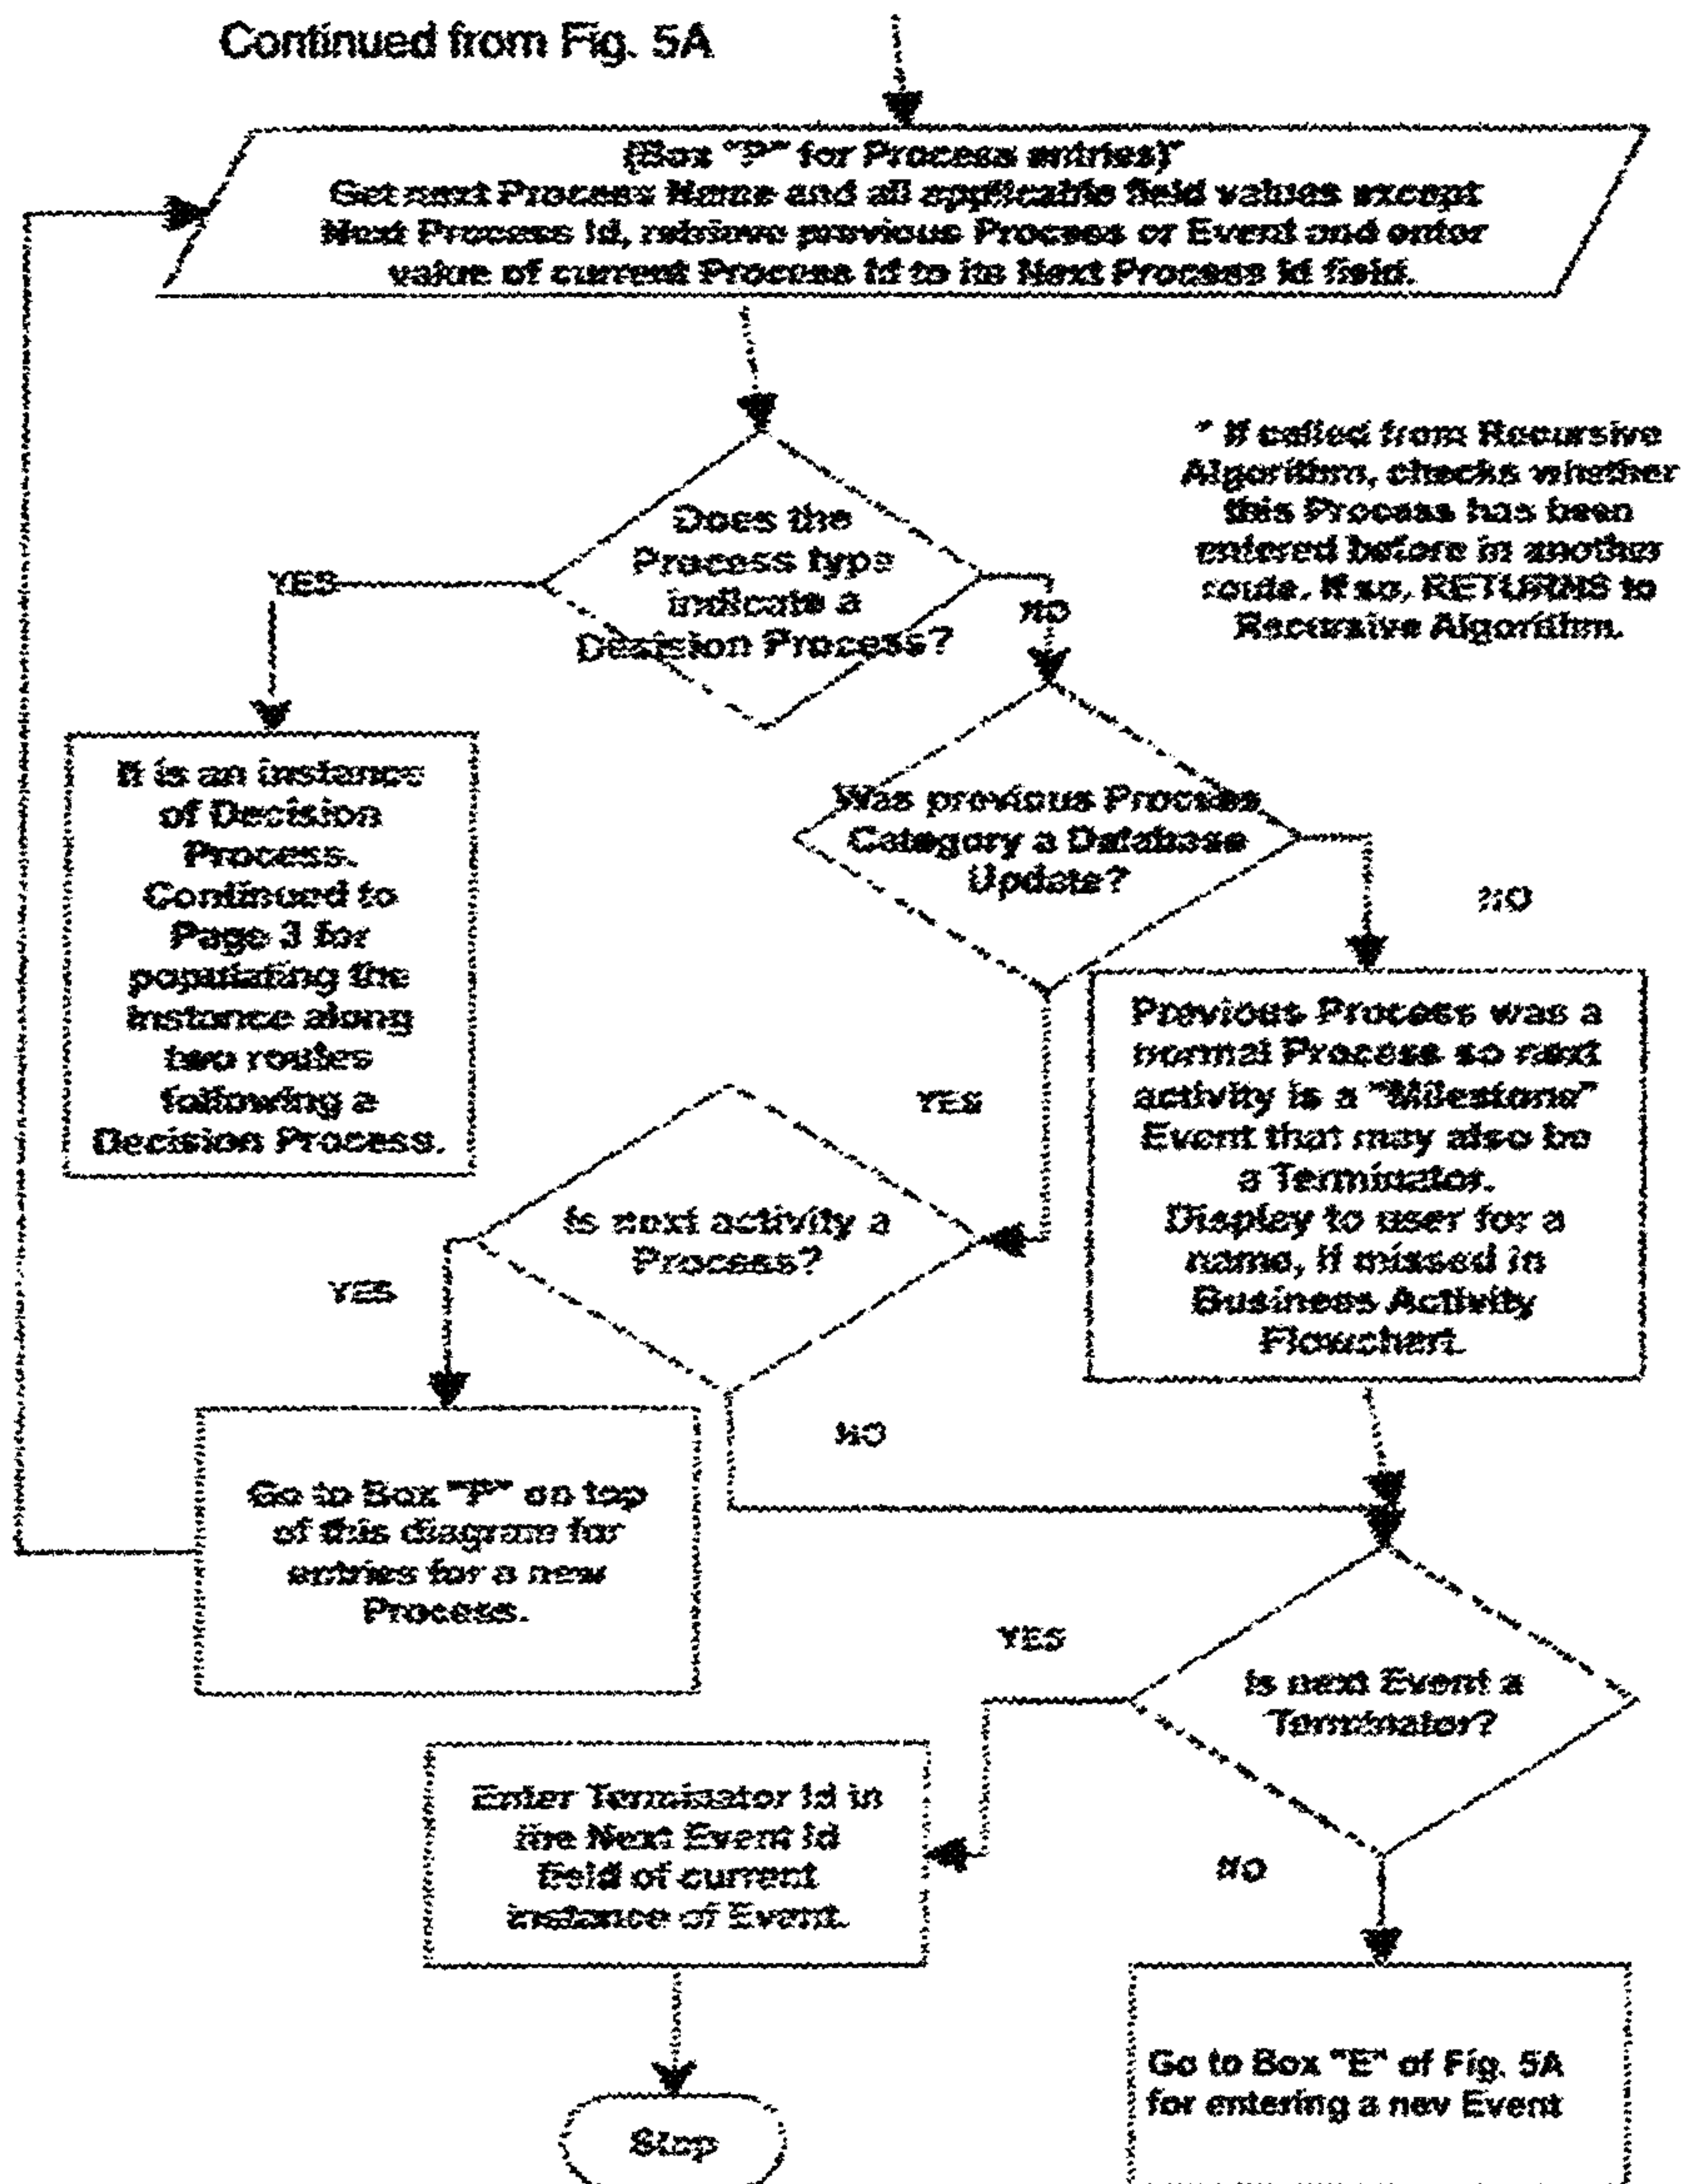 Continued from Fig. 5A
(Box "P" for Process entries)*
Get next Process Name and all applicable field values except
Next Process Id, retrieve previous Process or Event and enter
value of current Process Id to its Next Process Id field.
* If called from Recursive
Algorithm, checks whether
this Process has been
entered before in another
route. If so, RETURNS to
Recursive Algorithm.
Does the
Process type
indicate a
Decision Process?
YES
NO
It is an instance
of Decision
Process.
Continued to
Page 3 for
populating the
instance along
two routes
following a
Decision Process.
Was previous Process
Category a Database
Update?
NO
YES
Previous Process was a
normal Process so next
activity is a "Milestone"
Event that may also be
a Terminator.
Display to user for a
name, if missed in
Business Activity
Flowchart.
Is next activity a
Process?
YES
NO
Go to Box "P" on top
of this diagram for
entries for a new
Process.
Is next Event a
Terminator?
YES
NO
Enter Terminator Id in
the Next Event Id
field of current
instance of Event.
Go to Box "E" of Fig. 5A
for entering a nev Event
Stop